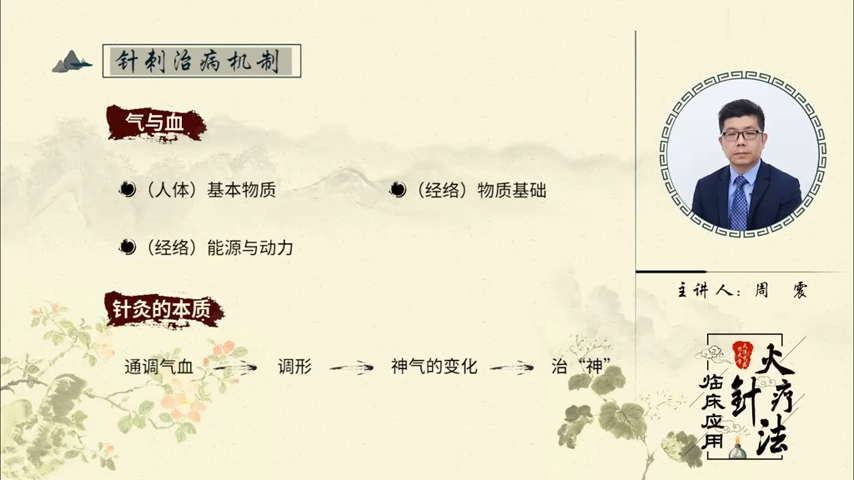 针刺治病机制
气与血
（人体）基本物质
（经络）物质基础
（经络）能源与动力
针灸的本质
通调气血
调形
神气的变化
治“神”
主讲人：周 震
火针疗法
临床应用